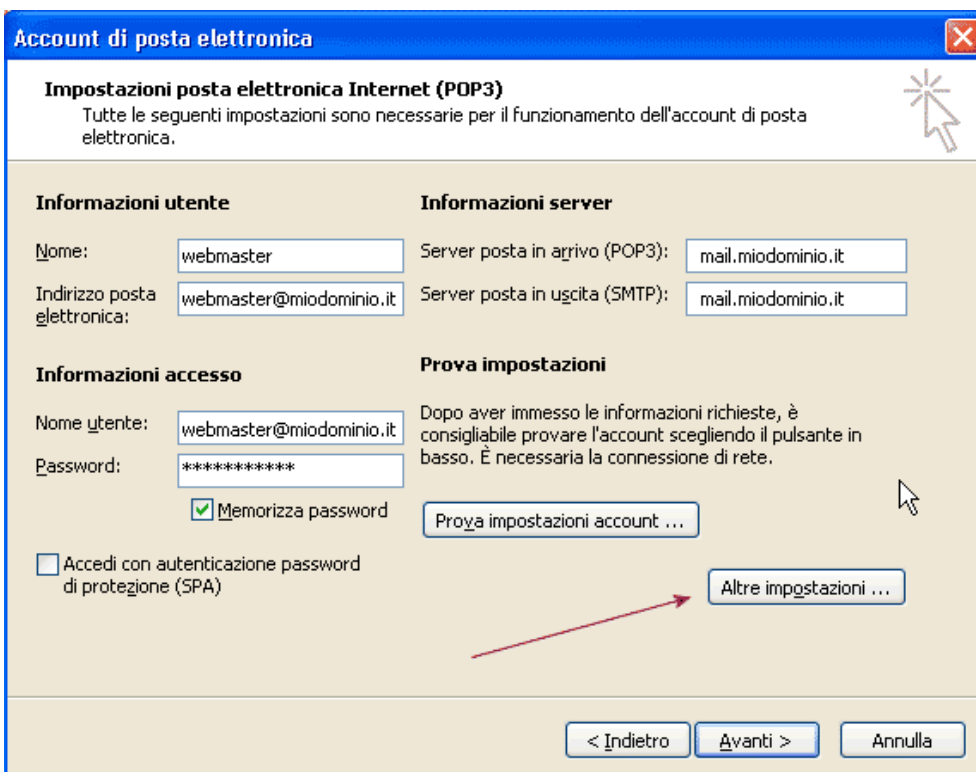 Account di posta elettronica
Impostazioni posta elettronica Internet (POP3)
Tutte le seguenti impostazioni sono necessarie per il funzionamento dell'account di posta
elettronica.
Informazioni utente
Nome:
webmaster
Indirizzo posta
elettronica:
webmaster@miodominio.it
Informazioni server
Server posta in arrivo (POP3):
mail.miodominio.it
Server posta in uscita (SMTP):
mail.miodominio.it
Informazioni accesso
Nome utente:
webmaster@miodominio.it
Password:
***********
Memorizza password
Accedi con autenticazione password
di protezione (SPA)
Prova impostazioni
Dopo aver immesso le informazioni richieste, è
consigliabile provare l'account scegliendo il pulsante in
basso. È necessaria la connessione di rete.
Prova impostazioni account ...
Altre impostazioni ...
< Indietro
Avanti >
Annulla